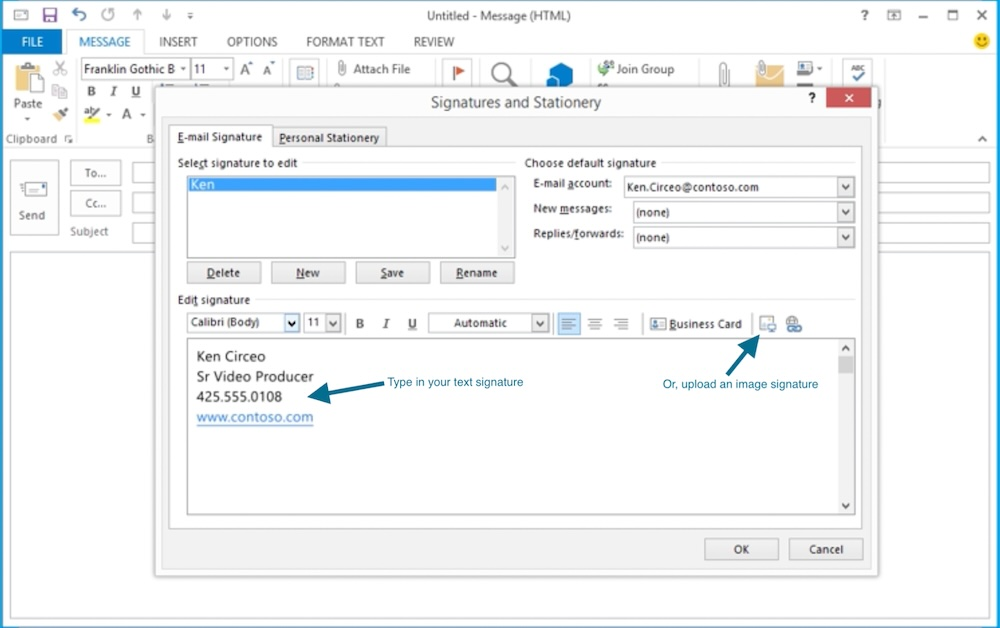 Untitled - Message (HTML)
?
FILE MESSAGE INSERT OPTIONS FORMAT TEXT REVIEW
Franklin Gothic B 11 A A Attach File Join Group ABC
Paste B I U
aby A
Clipboard B
Send
To...
Cc...
Subject
Signatures and Stationery ?
E-mail Signature Personal Stationery
Select signature to edit
Ken
Delete New Save Rename
Choose default signature
E-mail account: Ken.Circeo@contoso.com
New messages: (none)
Replies/forwards: (none)
Edit signature
Calibri (Body) 11 B I U Automatic Business Card
Ken Circeo
Sr Video Producer
425.555.0108
www.contoso.com
Type in your text signature
Or, upload an image signature
OK Cancel